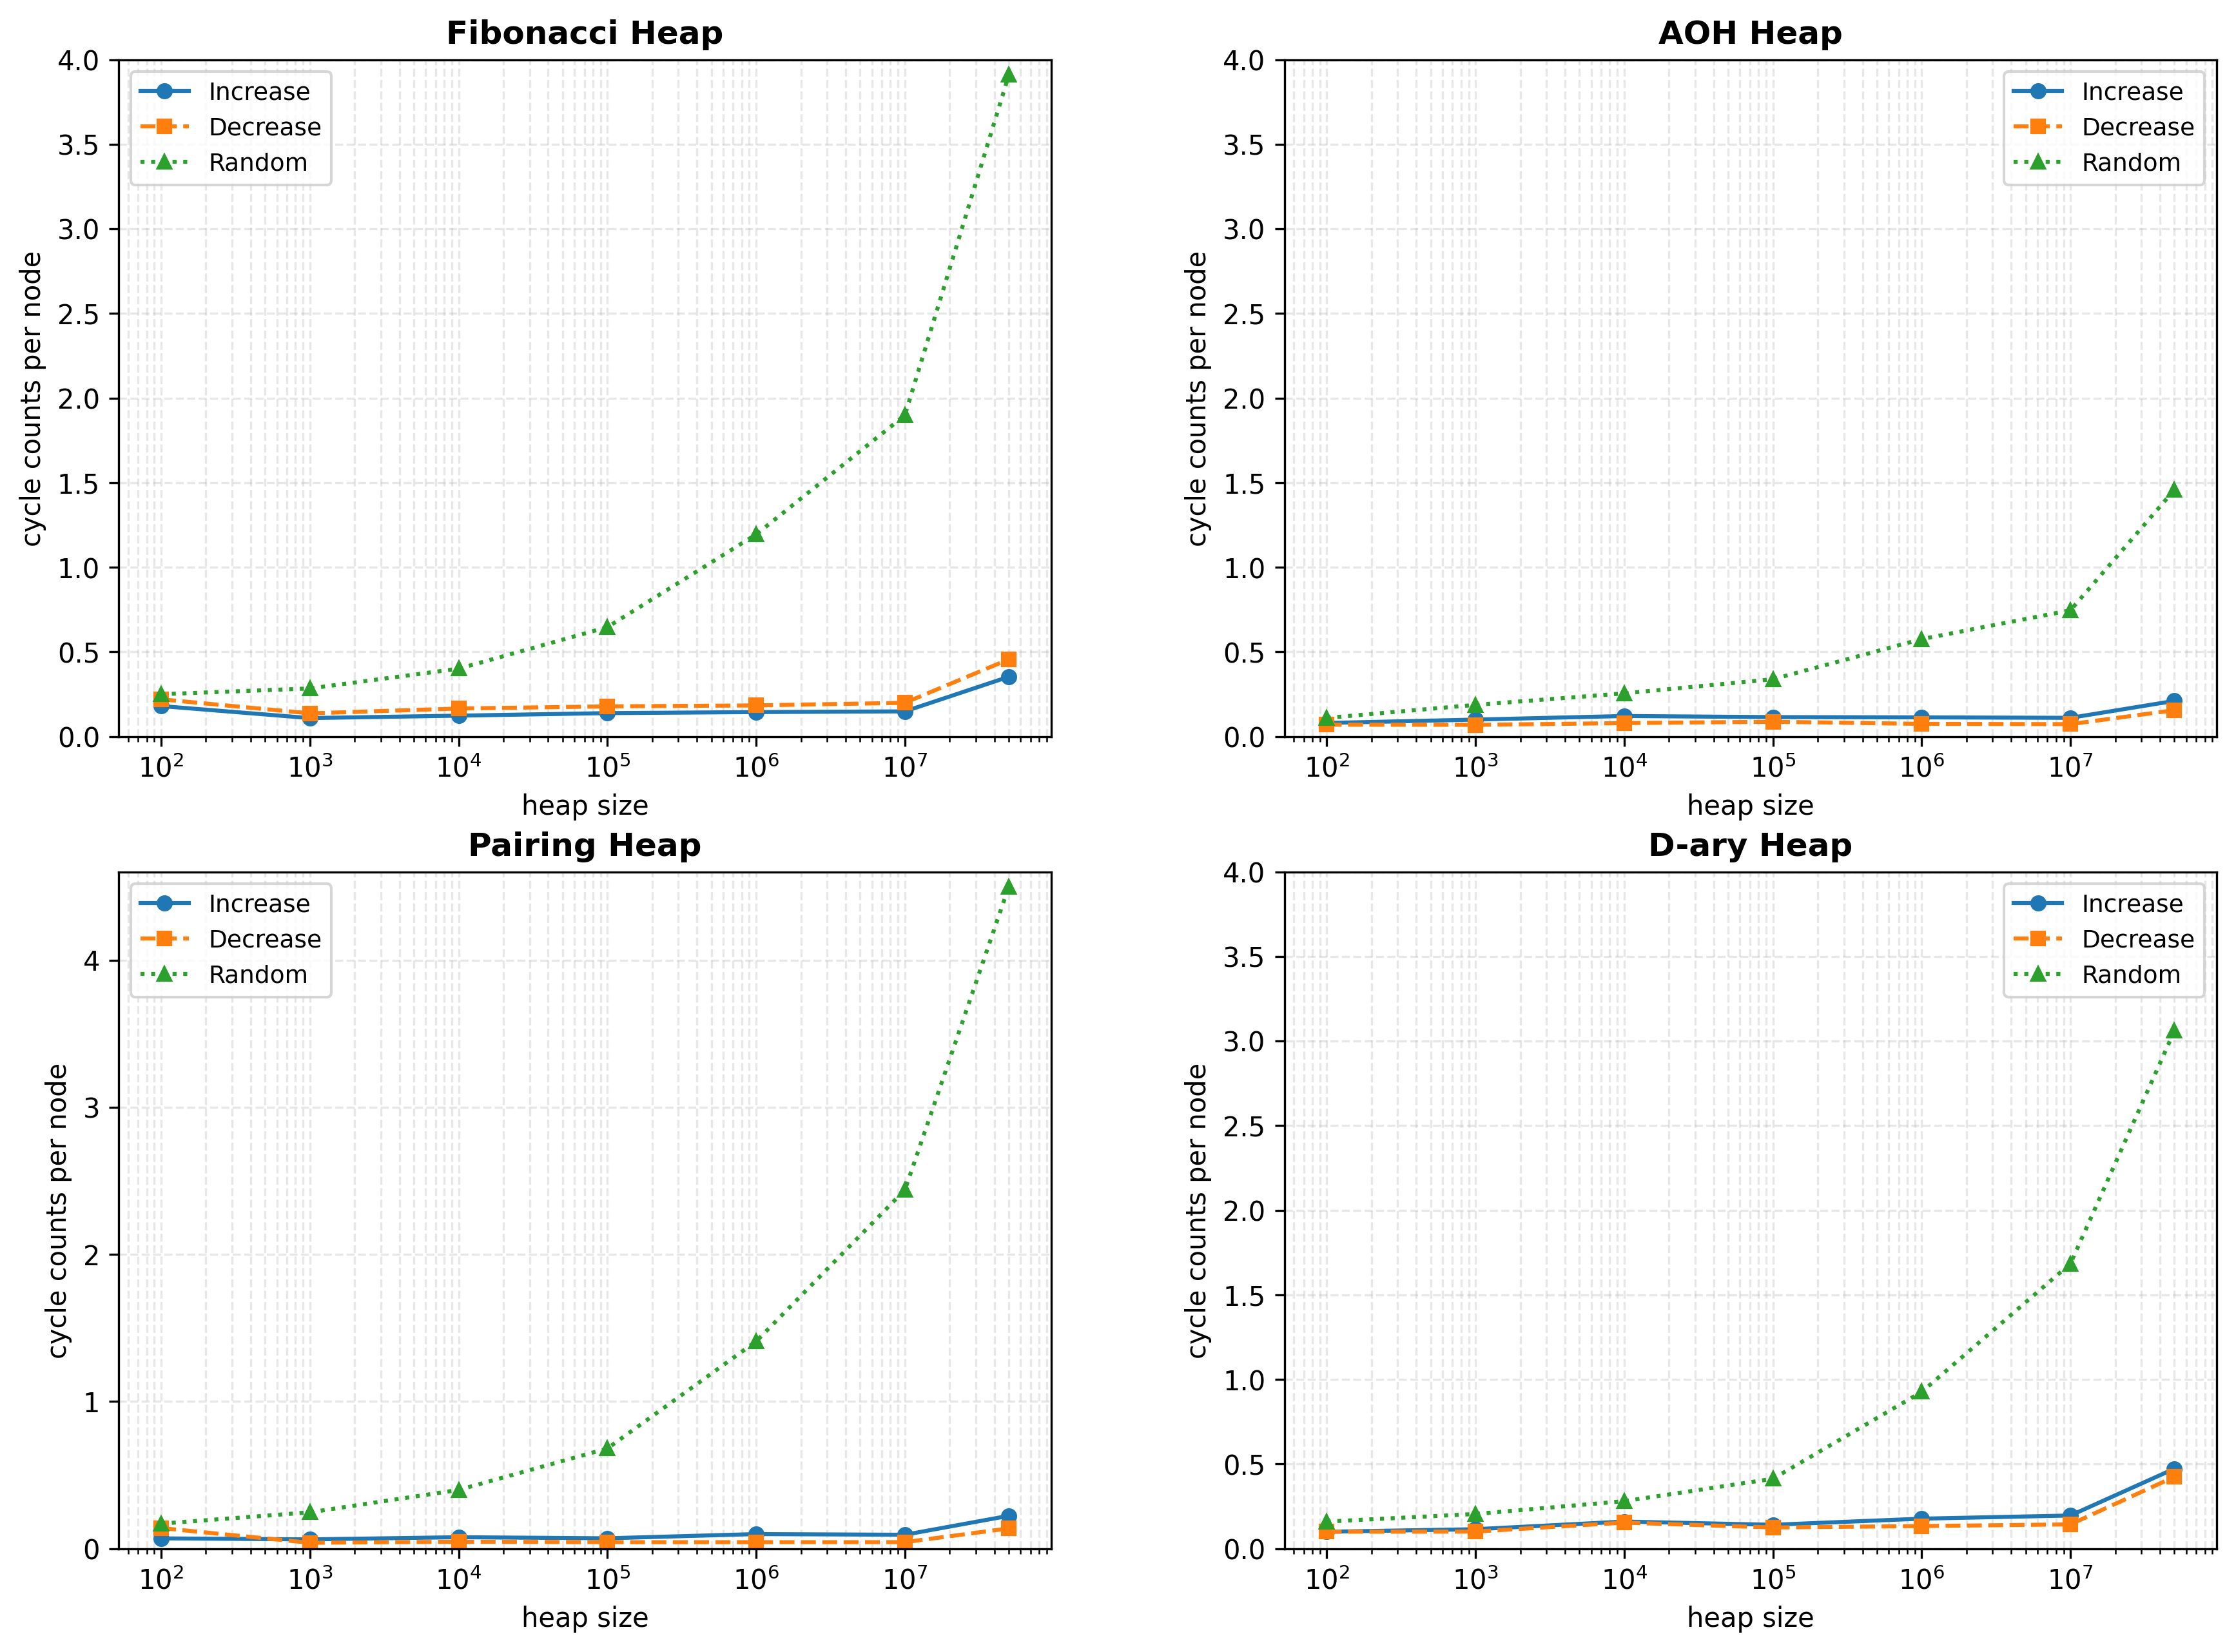 Fibonacci Heap
4.0
3.5
3.0
2.5
2.0
1.5
1.0
0.5
0.0
cycle counts per node
Increase
Decrease
Random
10² 10³ 10⁴ 10⁵ 10⁶ 10⁷
heap size
AOH Heap
4.0
3.5
3.0
2.5
2.0
1.5
1.0
0.5
0.0
cycle counts per node
Increase
Decrease
Random
10² 10³ 10⁴ 10⁵ 10⁶ 10⁷
heap size
Pairing Heap
4
3
2
1
0
cycle counts per node
Increase
Decrease
Random
10² 10³ 10⁴ 10⁵ 10⁶ 10⁷
heap size
D-ary Heap
4.0
3.5
3.0
2.5
2.0
1.5
1.0
0.5
0.0
cycle counts per node
Increase
Decrease
Random
10² 10³ 10⁴ 10⁵ 10⁶ 10⁷
heap size